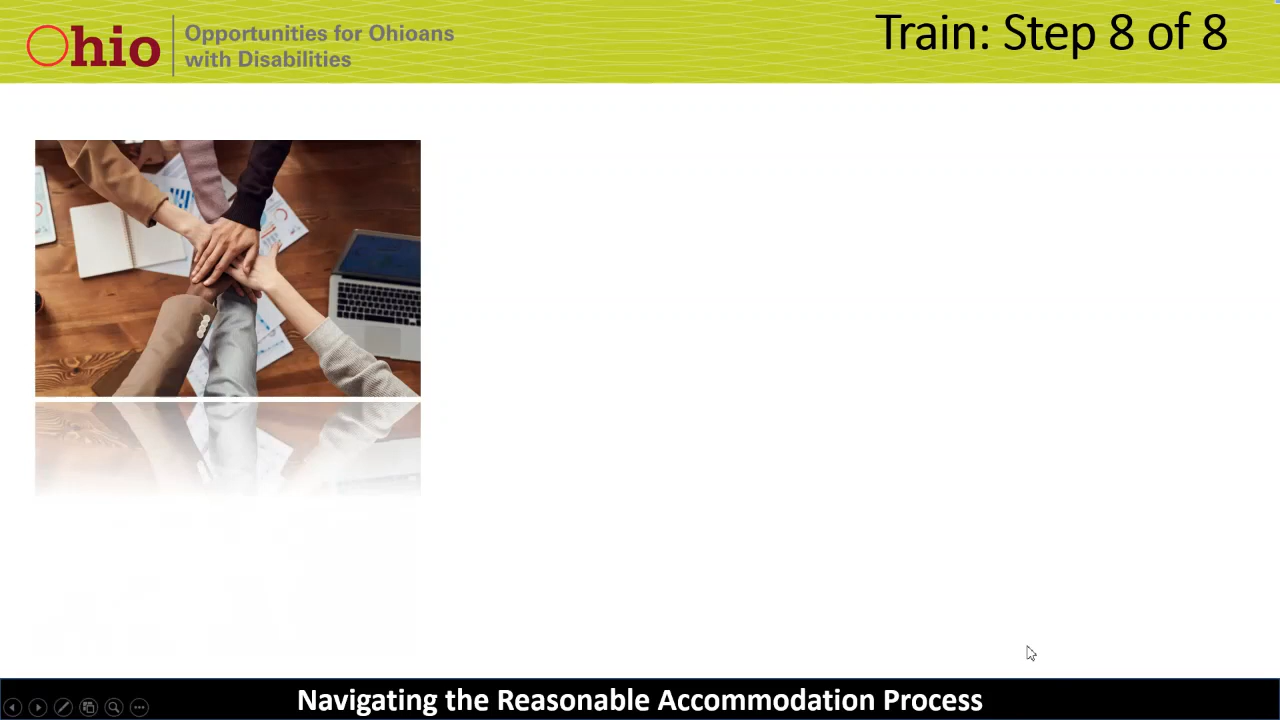 Ohio
Opportunities for Ohioans
with Disabilities
Train: Step 8 of 8
Navigating the Reasonable Accommodation Process